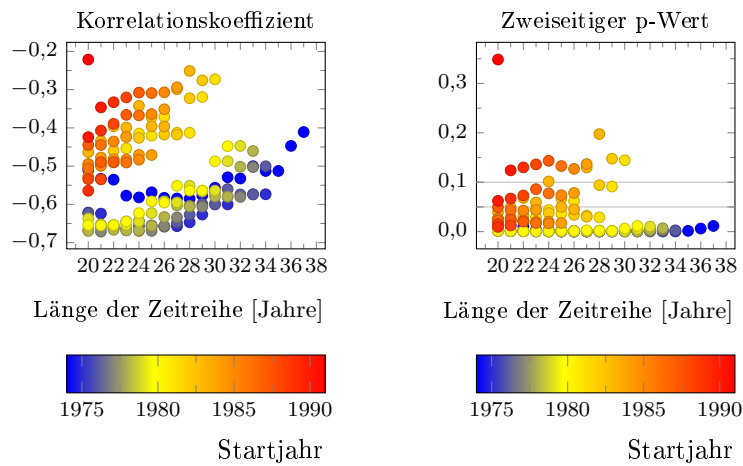 Korrelationskoeffizient
−0,2
−0,3
−0,4
−0,5
−0,6
−0,7
20 22 24 26 28 30 32 34 36 38
Länge der Zeitreihe [Jahre]
1975 1980 1985 1990
Startjahr
Zweiseitiger p-Wert
0,3
0,2
0,1
0,0
20 22 24 26 28 30 32 34 36 38
Länge der Zeitreihe [Jahre]
1975 1980 1985 1990
Startjahr